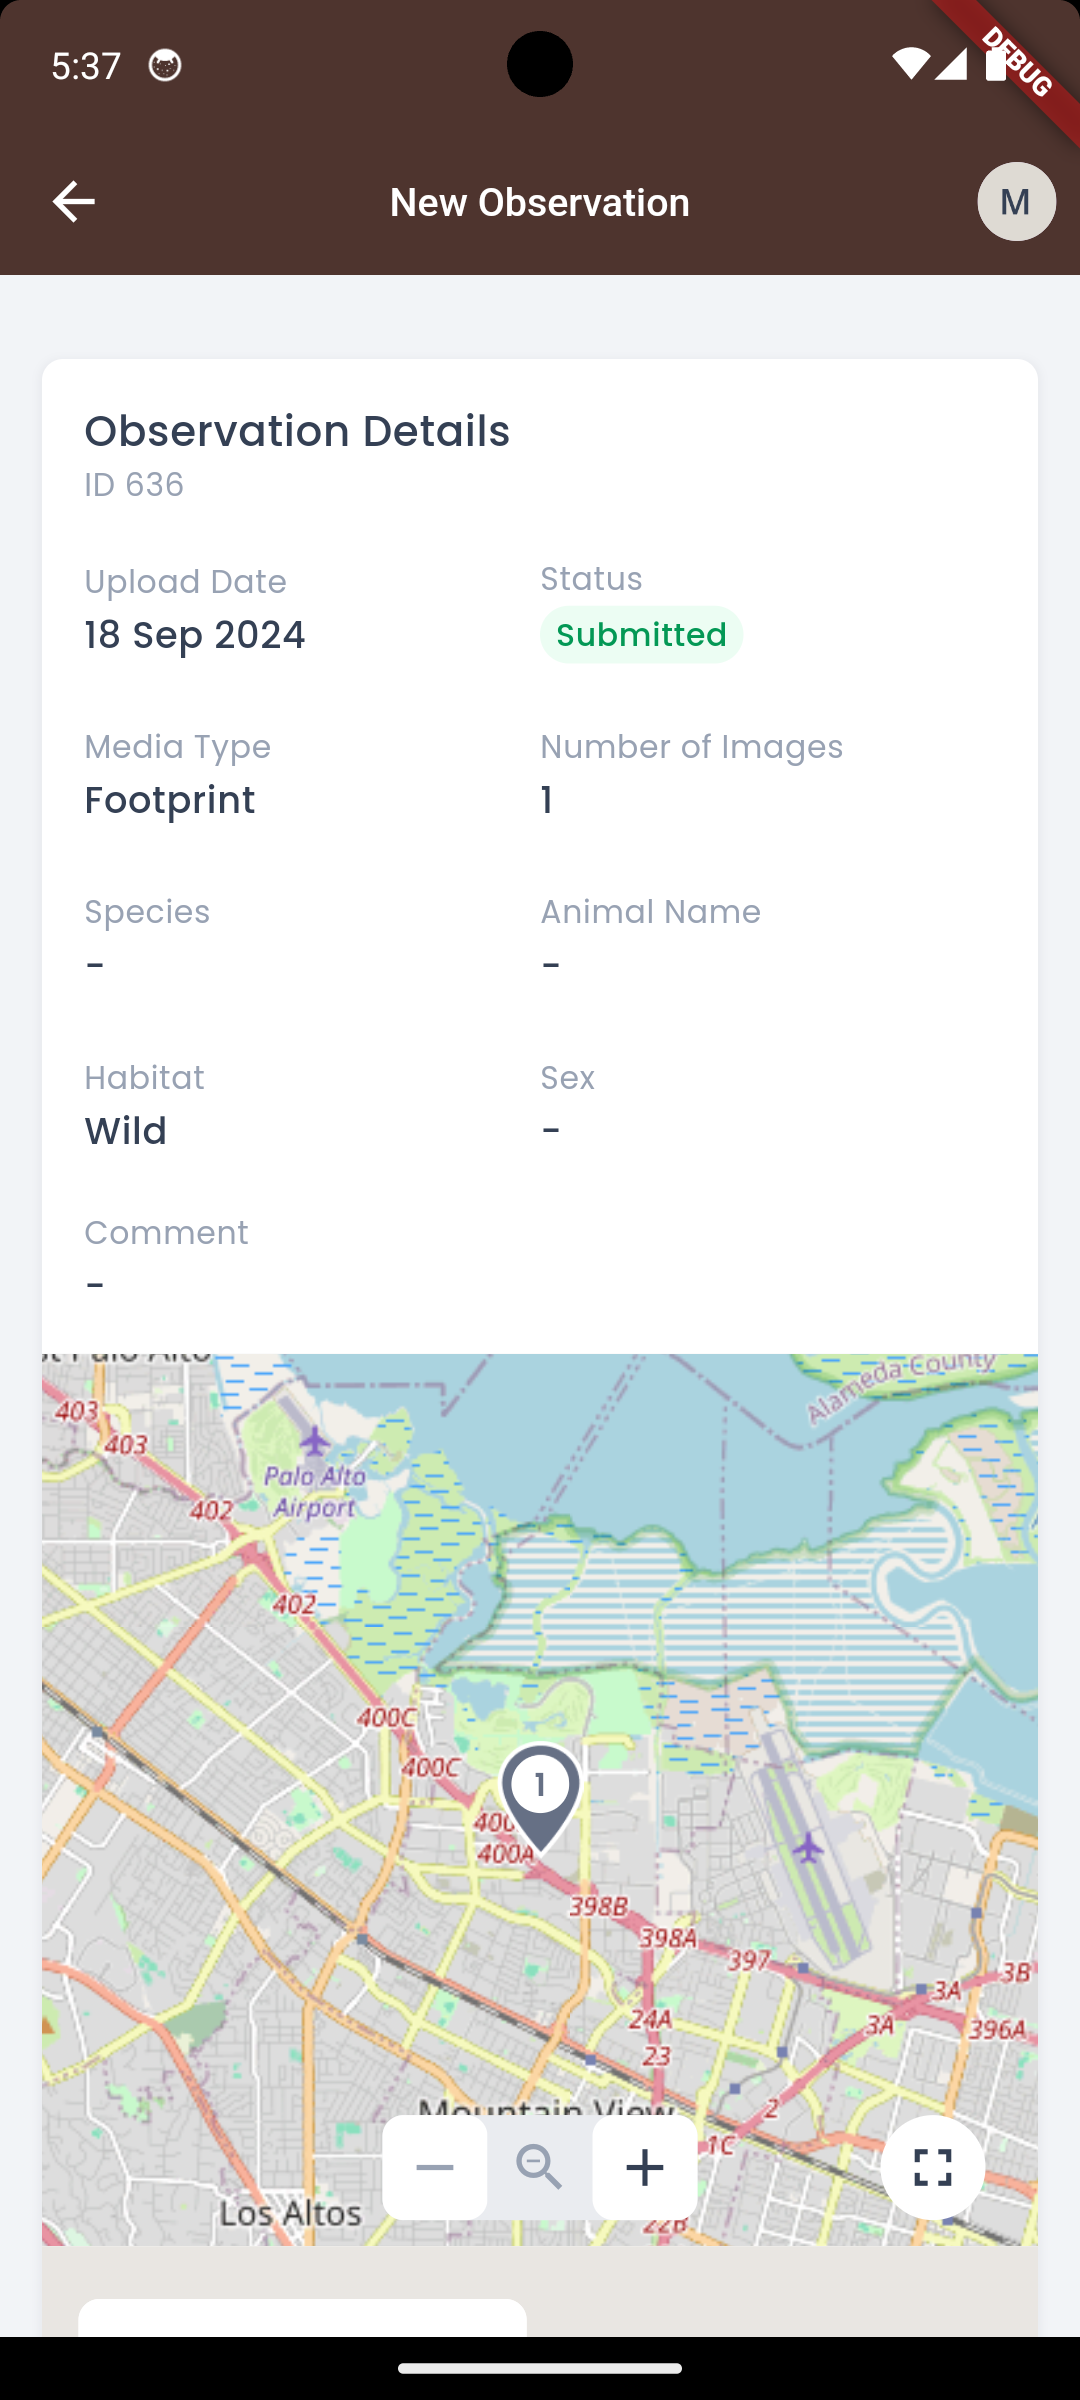 5:37
DEBUG
New Observation
M
Observation Details
ID 636
Upload Date
Status
18 Sep 2024
Submitted
Media Type
Number of Images
Footprint
1
Species
Animal Name
-
-
Habitat
Sex
Wild
-
Comment
-
Palo Alto
Alameda County
403
403
Palo Alto
Airport
402
402
400C
400C
1
400A
398B
398A
397
3B
3A
3A
396A
24A
23
2
Mountain View
1C
Los Altos
22B